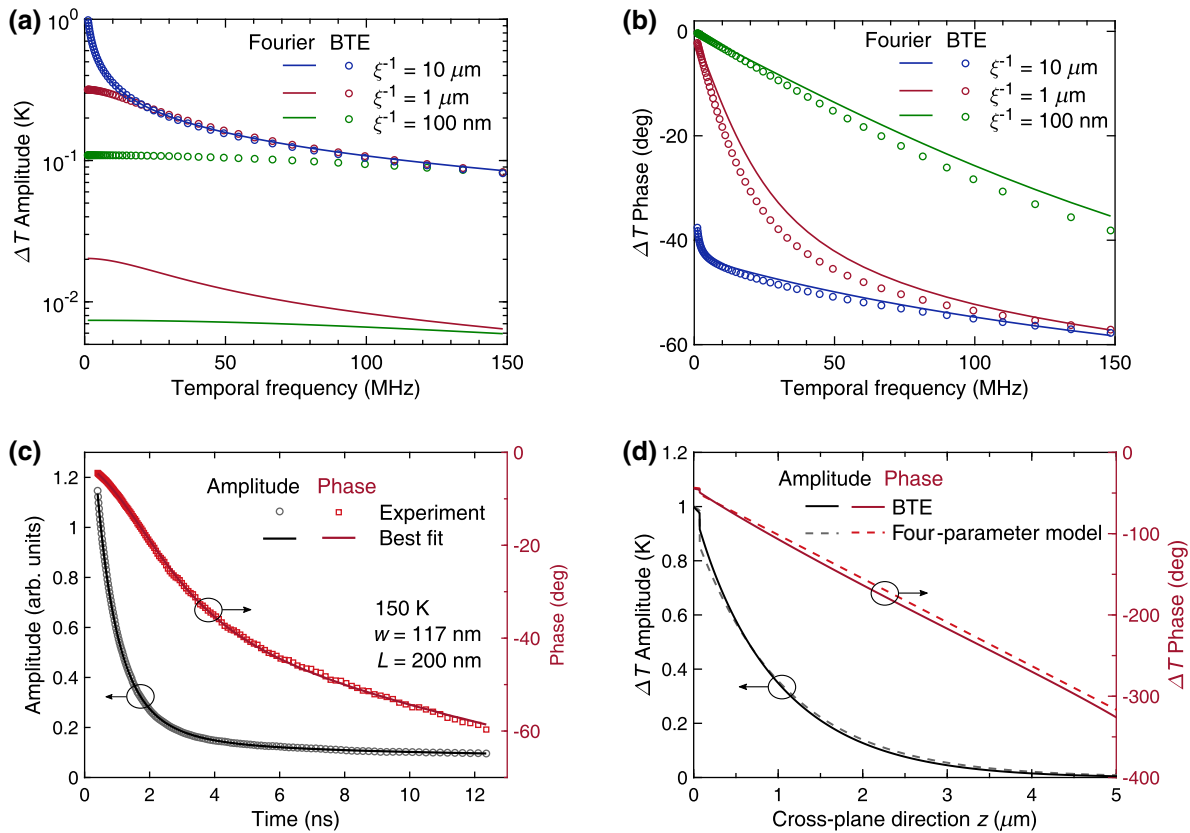 (a)
10⁰
10⁻¹
10⁻²
ΔT Amplitude (K)
Fourier BTE
ξ⁻¹ = 10 μm
ξ⁻¹ = 1 μm
ξ⁻¹ = 100 nm
0 50 100 150
Temporal frequency (MHz)
(b)
0
-20
-40
-60
ΔT Phase (deg)
Fourier BTE
ξ⁻¹ = 10 μm
ξ⁻¹ = 1 μm
ξ⁻¹ = 100 nm
0 50 100 150
Temporal frequency (MHz)
(c)
1.2
1
0.8
0.6
0.4
0.2
0
Amplitude (arb. units)
Amplitude Phase
Experiment
Best fit
150 K
w = 117 nm
L = 200 nm
0
-20
-40
-60
Phase (deg)
0 2 4 6 8 10 12
Time (ns)
(d)
1.2
1
0.8
0.6
0.4
0.2
0
ΔT Amplitude (K)
Amplitude Phase
BTE
Four-parameter model
0
-100
-200
-300
-400
ΔT Phase (deg)
0 1 2 3 4 5
Cross-plane direction z (μm)